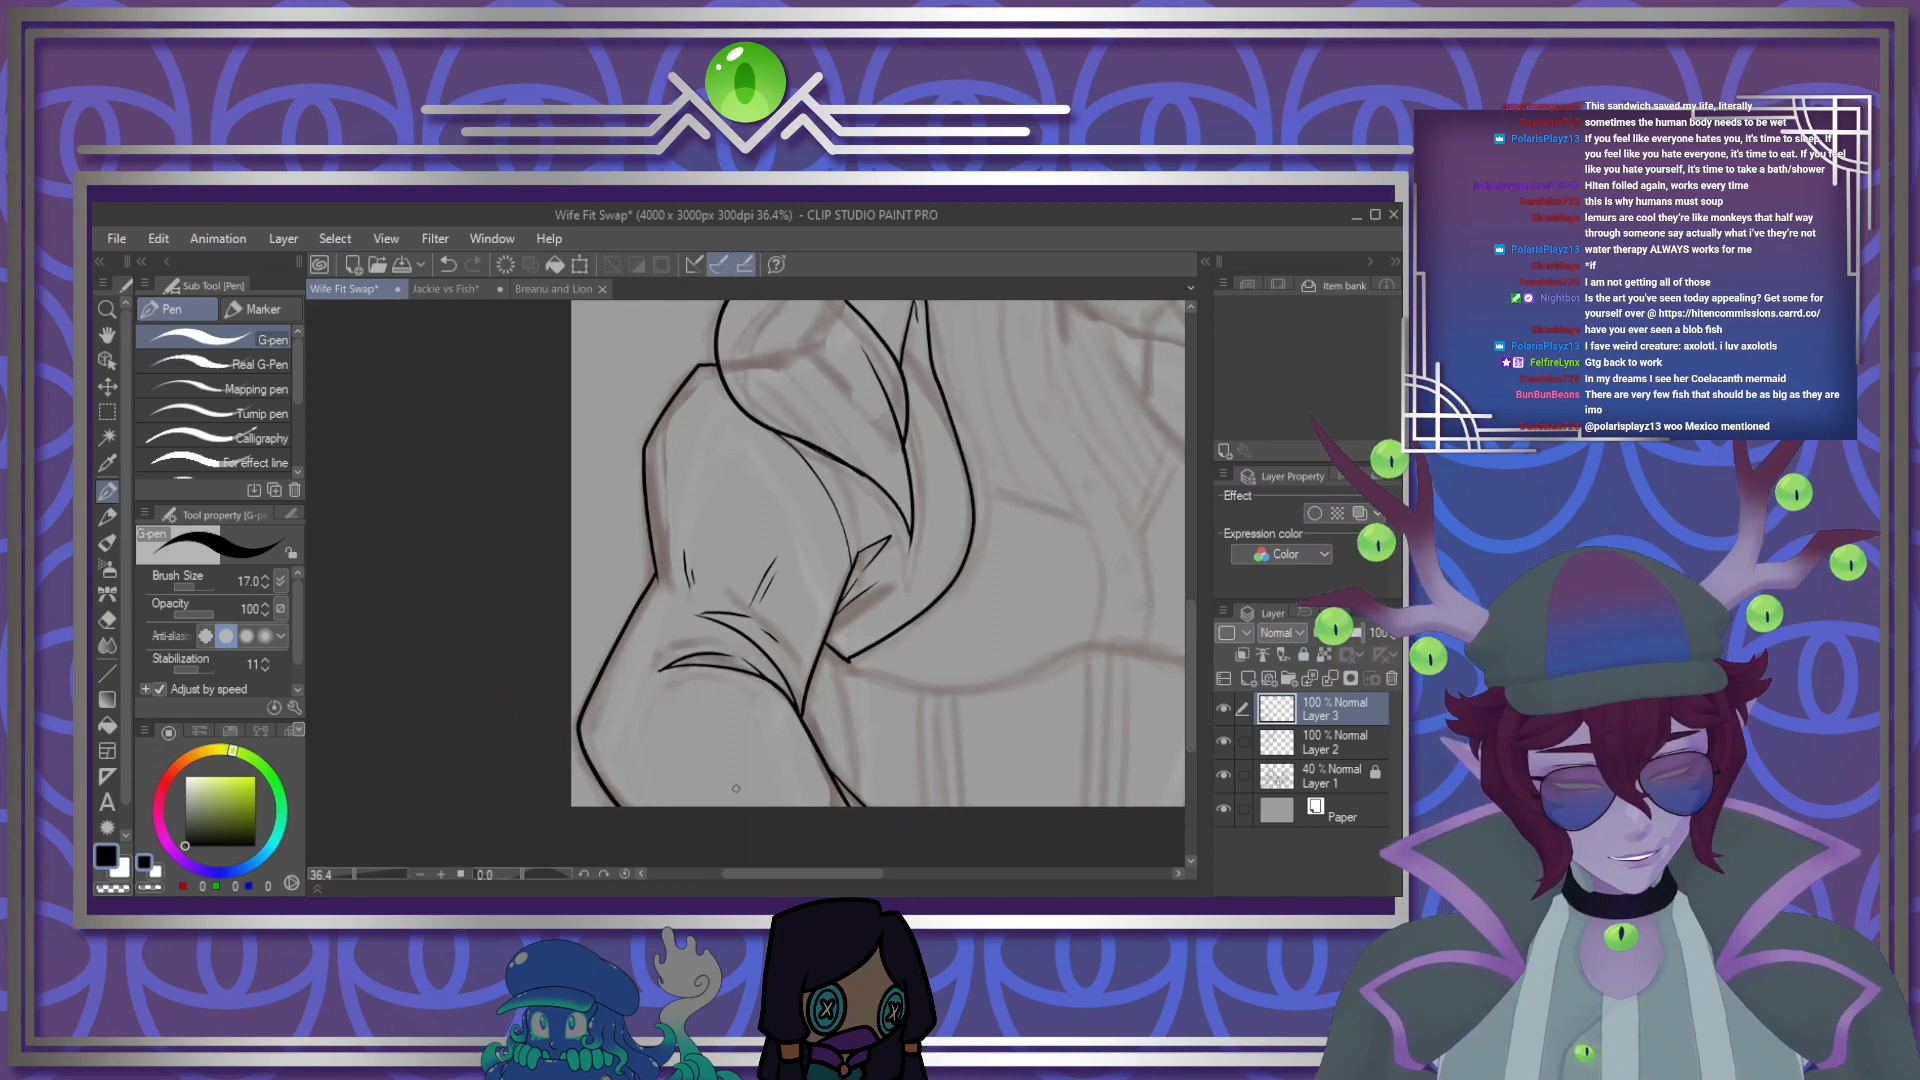 This sandwich saved my life, literally
sometimes the human body needs to be wet
PolarisPlayz13 If you feel like everyone hates you, it's time to sleep. If
you feel like you hate everyone, it's time to eat. If you feel
like you hate yourself, it's time to take a bath/shower
Hiten foiled again, works every time
this is why humans must soup
lemurs are cool they're like monkeys that half way
through someone say actually what i've they're not
PolarisPlayz13 water therapy ALWAYS works for me
*if
I am not getting all of those
Nightbot Is the art you've seen today appealing? Get some for
yourself over @ https://hitencommissions.carrd.co/
have you ever seen a blob fish
PolarisPlayz13 I fave weird creature: axolotl. i luv axolotls
FelfireLynx Gtg back to work
In my dreams I see her Coelacanth mermaid
BunBunBeans There are very few fish that should be as big as they are
imo
@polarisplayz13 woo Mexico mentioned
Wife Fit Swap* (4000 x 3000px 300dpi 36.4%) - CLIP STUDIO PAINT PRO
File Edit Animation Layer Select View Filter Window Help
Sub Tool [Pen]
Wife Fit Swap* Jackie vs Fish* Breanu and Lion
Item bank
Pen Marker
G-pen
Real G-Pen
Mapping pen
Turnip pen
Calligraphy
For effect line
Tool property [G-pe
G-pen
Brush Size 17.0
Opacity 100
Anti-aliasin
Stabilization 11
Adjust by speed
0 0 0
36.4 0.0
Layer Property
Effect
Expression color
Color
Layer
Normal 100
100 % Normal
Layer 3
100 % Normal
Layer 2
40 % Normal
Layer 1
Paper